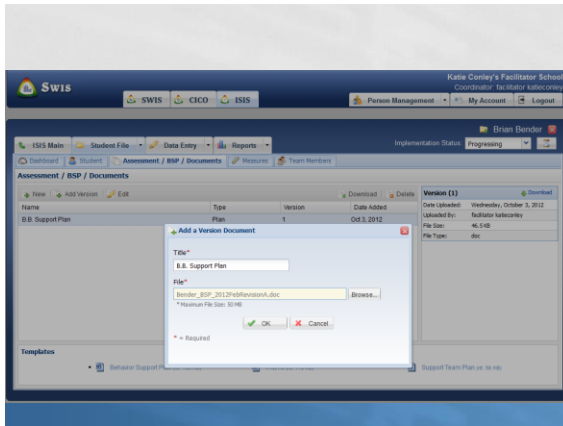 Katie Conley's Facilitator School
Coordinator: facilitator katieconley
SWIS
SWIS CICO ISIS
Person Management My Account Logout
Brian Bender
ISIS Main Student File Data Entry Reports
Implementation Status: Progressing
Dashboard Student Assessment / BSP / Documents Measures Team Members
Assessment / BSP / Documents
New Add Version Edit
Download Delete
Name Type Version Date Added
B.B. Support Plan Plan 1 Oct 3, 2012
Version (1) Download
Date Uploaded: Wednesday, October 3, 2012
Uploaded By: facilitator katieconley
File Size: 46.5 KB
File Type: doc
Add a Version Document
Title*
B.B. Support Plan
File*
Bender_BSP_2012FebRevisionA.doc Browse...
* Maximum File Size: 50 MB
OK Cancel
* = Required
Templates
Behavior Support
Support Team Plan